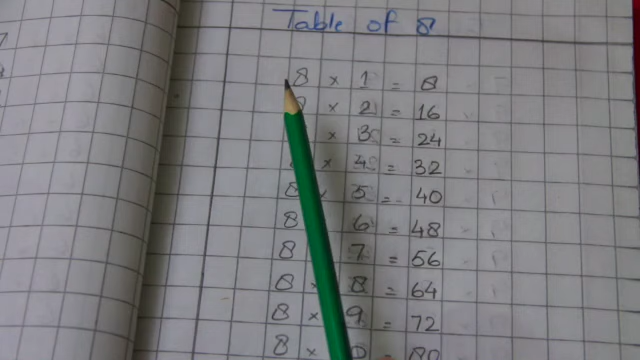 Table of 8
8 × 1 = 8
× 2 = 16
× 3 = 24
× 4 = 32
8 × 5 = 40
8 6 = 48
8 7 = 56
8 × 8 = 64
8 × 9 = 72
8 × 80